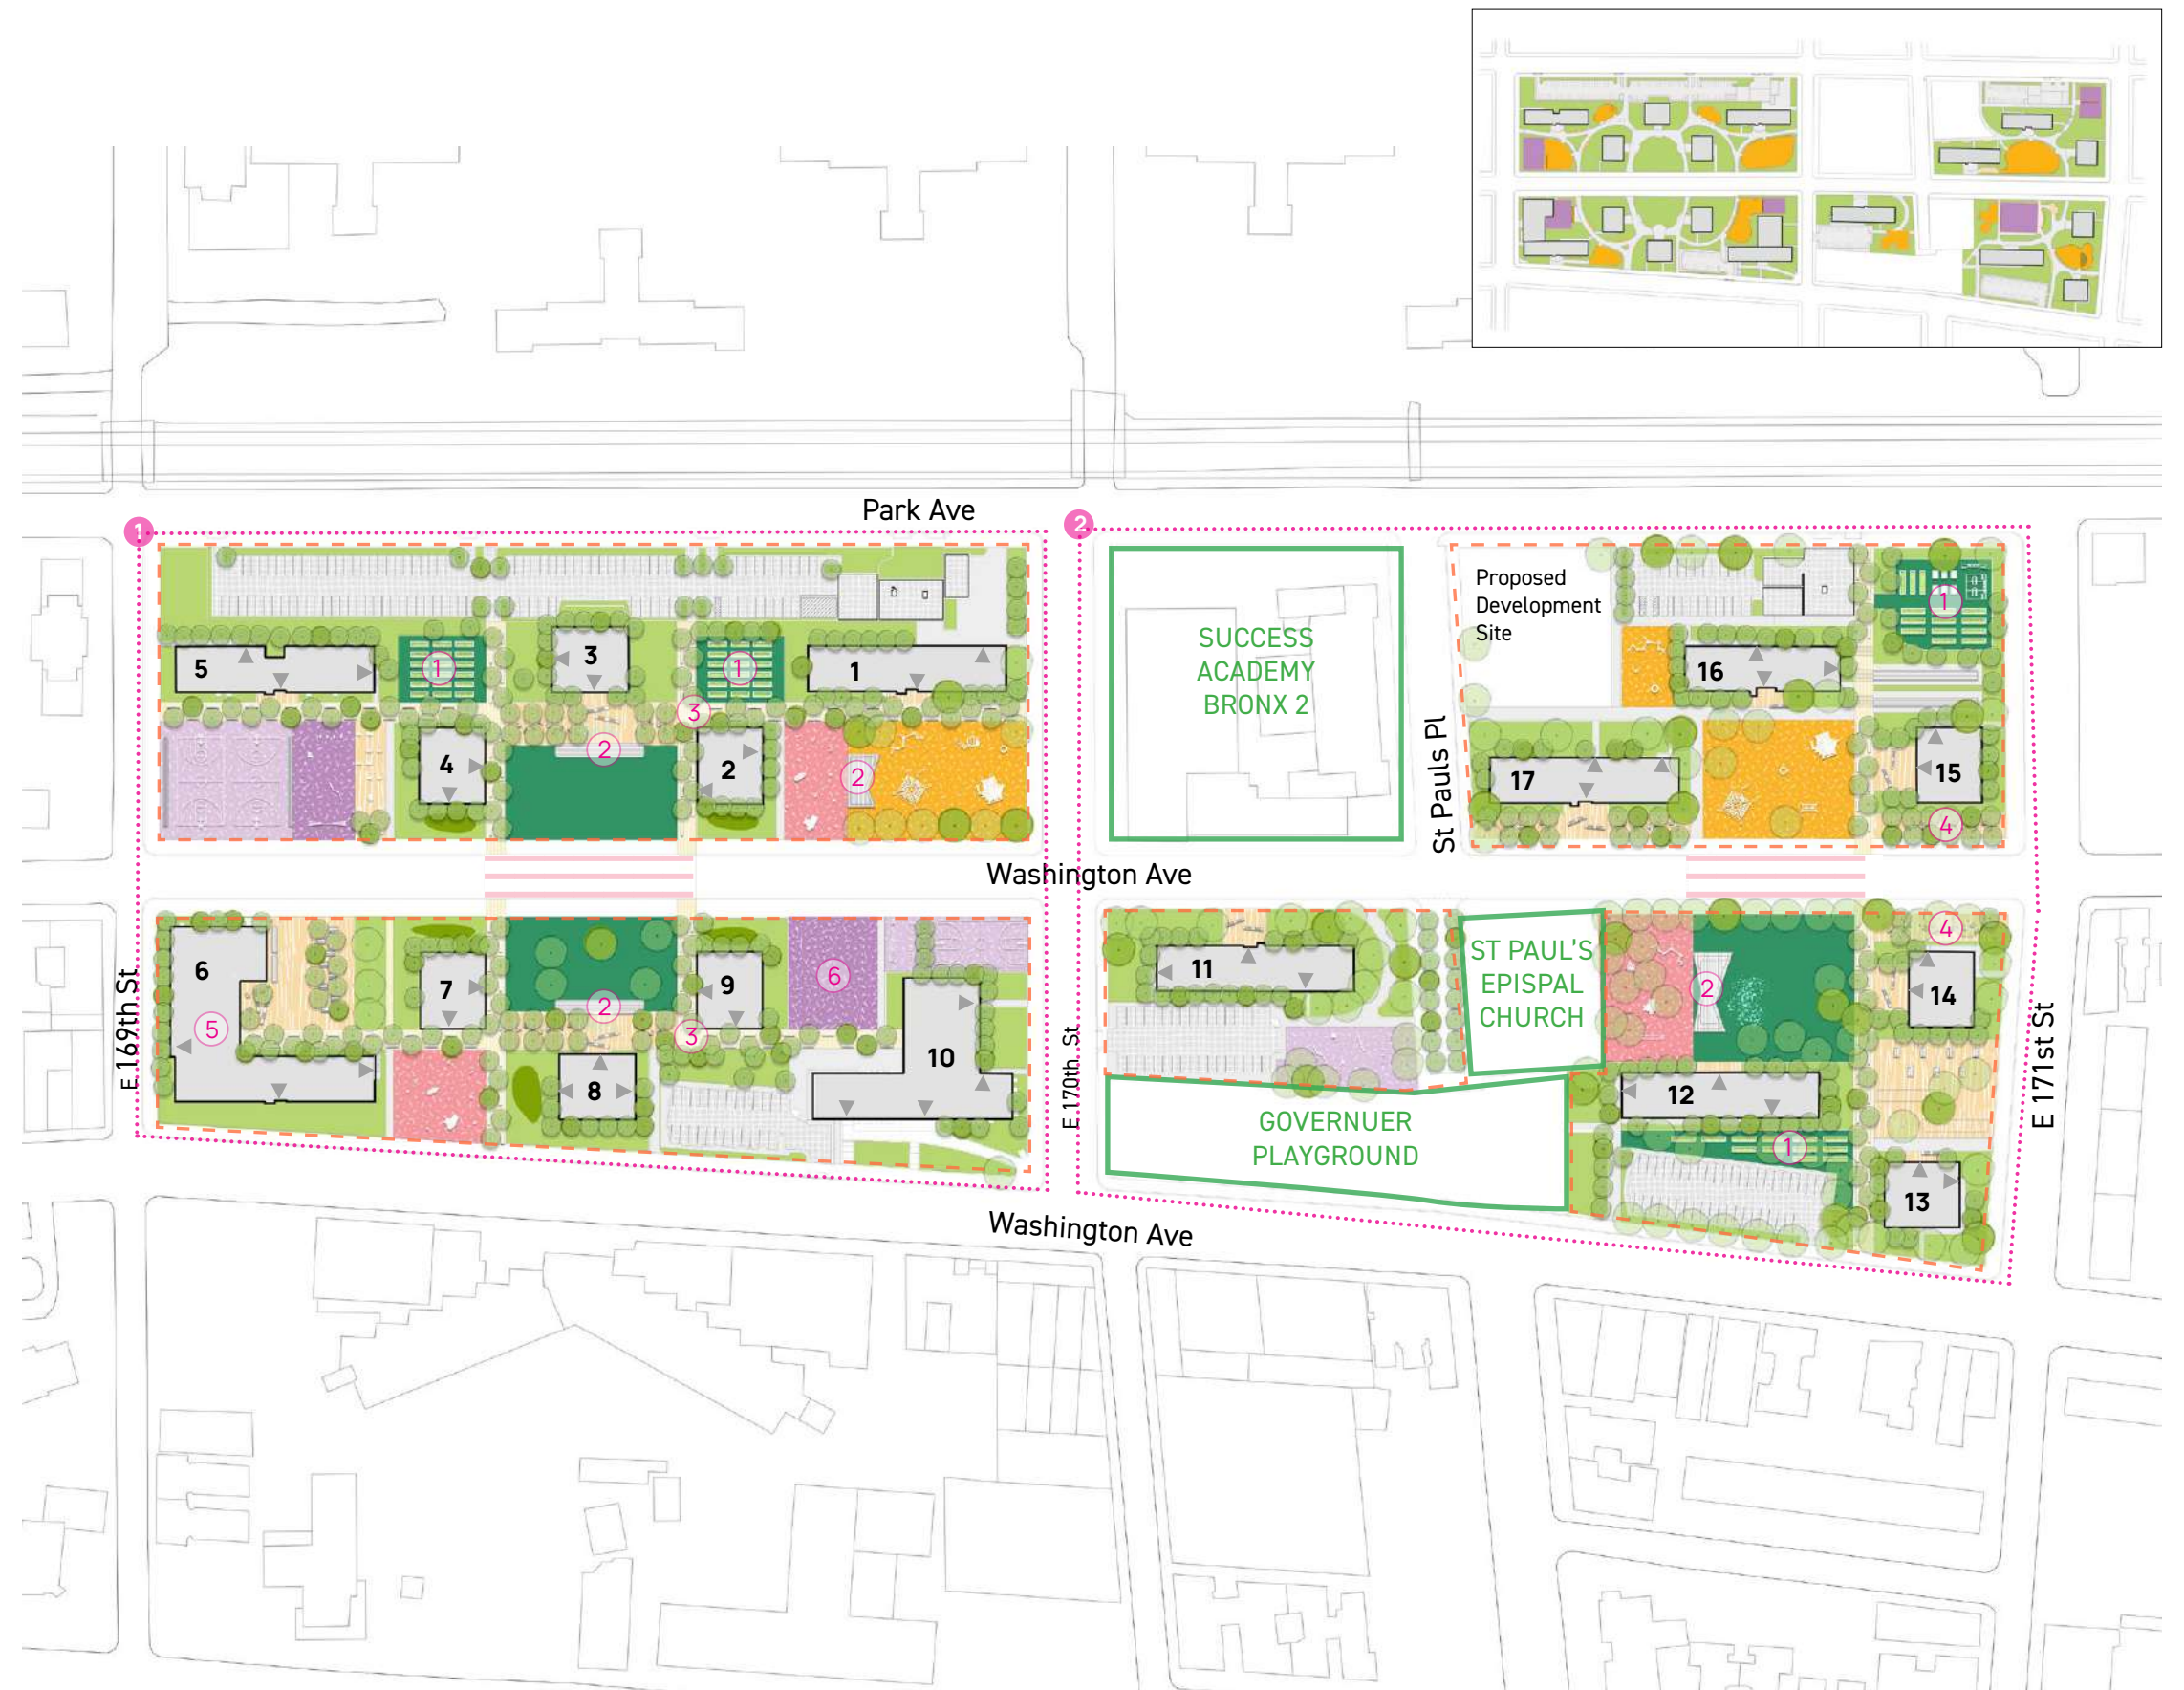 Park Ave
1
2
Proposed
Development
Site
1
SUCCESS
ACADEMY
BRONX 2
5
1
3
1
1
16
3
4
2
2
2
17
15
St Pauls Pl
4
Washington Ave
6
7
9
6
11
ST PAUL'S
EPISPAL
CHURCH
2
4
14
5
2
3
10
E 169th St
E 170th. St
E 171st St
8
12
GOVERNUER
PLAYGROUND
1
13
Washington Ave